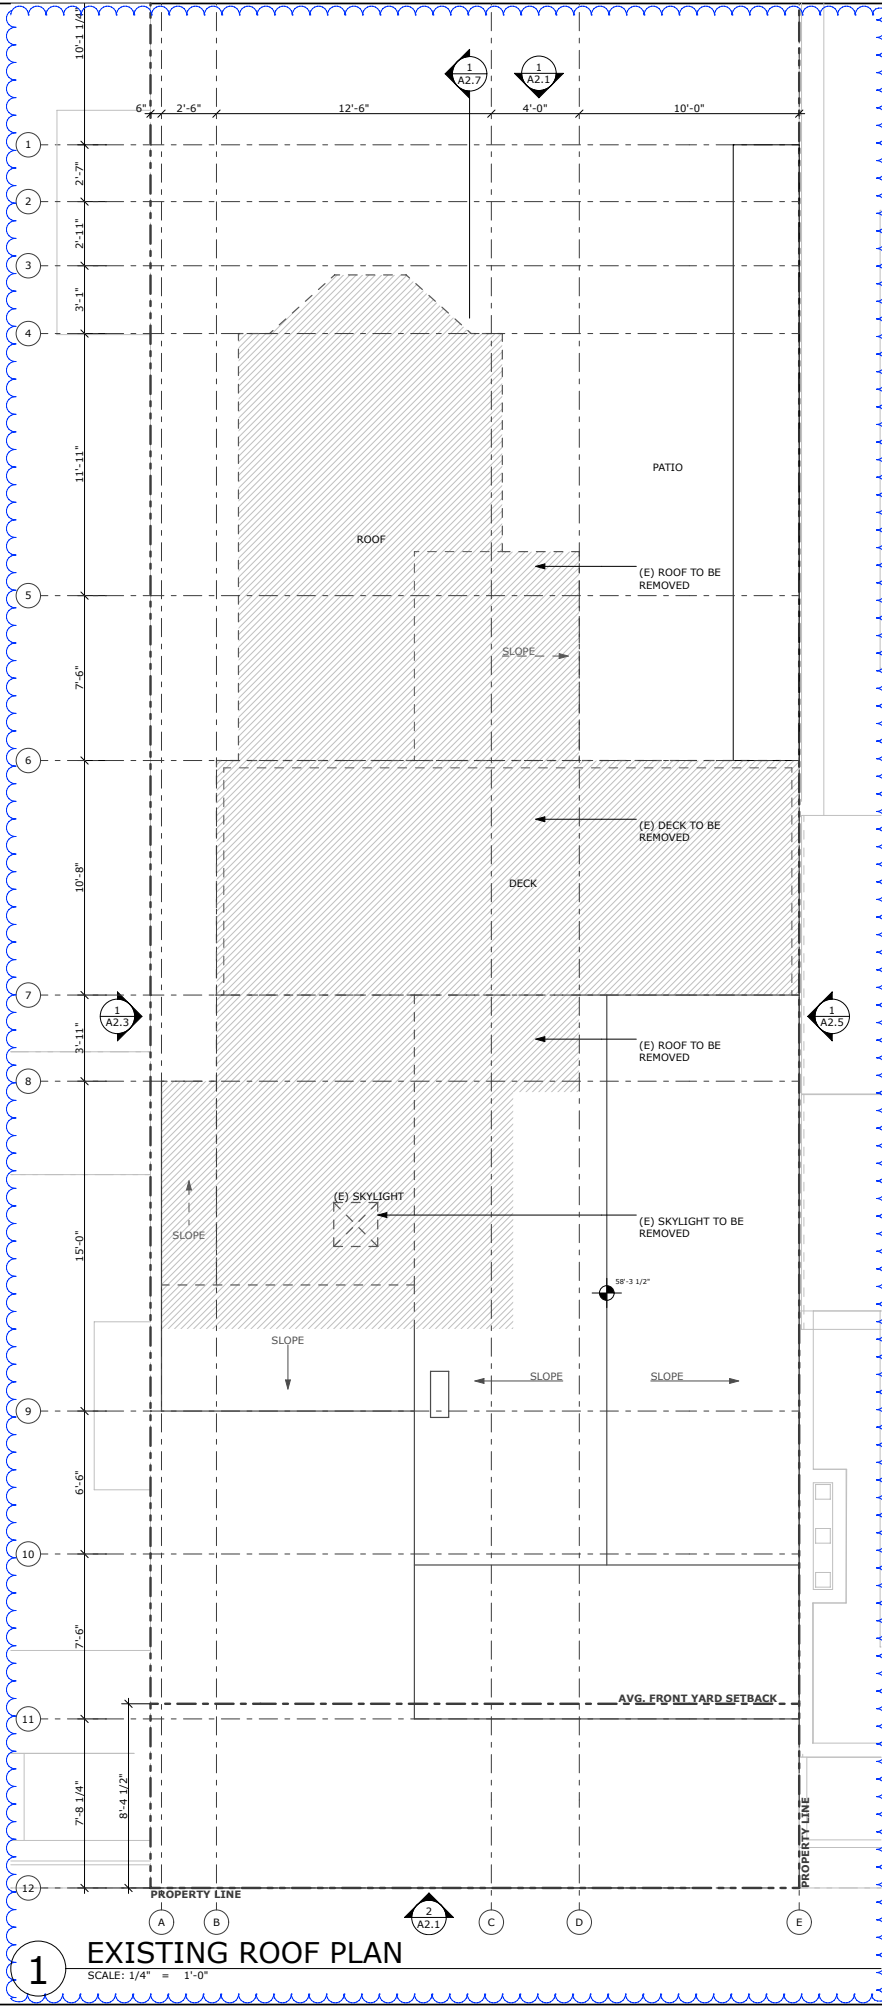 10'-1 1/4"
1
A2.7
1
A2.1
6"
2'-6"
12'-6"
4'-0"
10'-0"
1
2'-7"
2
2'-11"
3
3'-1"
4
11'-11"
PATIO
ROOF
(E) ROOF TO BE
REMOVED
5
SLOPE
7'-6"
6
(E) DECK TO BE
REMOVED
10'-8"
DECK
7
1
A2.3
1
A2.5
3'-11"
(E) ROOF TO BE
REMOVED
8
(E) SKYLIGHT
SLOPE
(E) SKYLIGHT TO BE
REMOVED
15'-0"
58'-3 1/2"
SLOPE
SLOPE
SLOPE
9
6'-6"
10
7'-6"
AVG. FRONT YARD SETBACK
11
7'-8 1/4"
8'-4 1/2"
PROPERTY LINE
12
PROPERTY LINE
A
B
2
A2.1
C
D
E
1
EXISTING ROOF PLAN
SCALE: 1/4" = 1'-0"